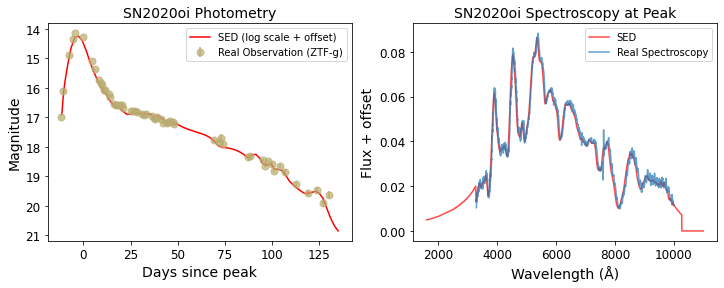 SN2020oi Photometry
14
15
16
17
18
19
20
21
Magnitude
SED (log scale + offset)
Real Observation (ZTF-g)
0
25
50
75
100
125
Days since peak
SN2020oi Spectroscopy at Peak
0.08
0.06
0.04
0.02
0.00
Flux + offset
SED
Real Spectroscopy
2000
4000
6000
8000
10000
Wavelength (Å)